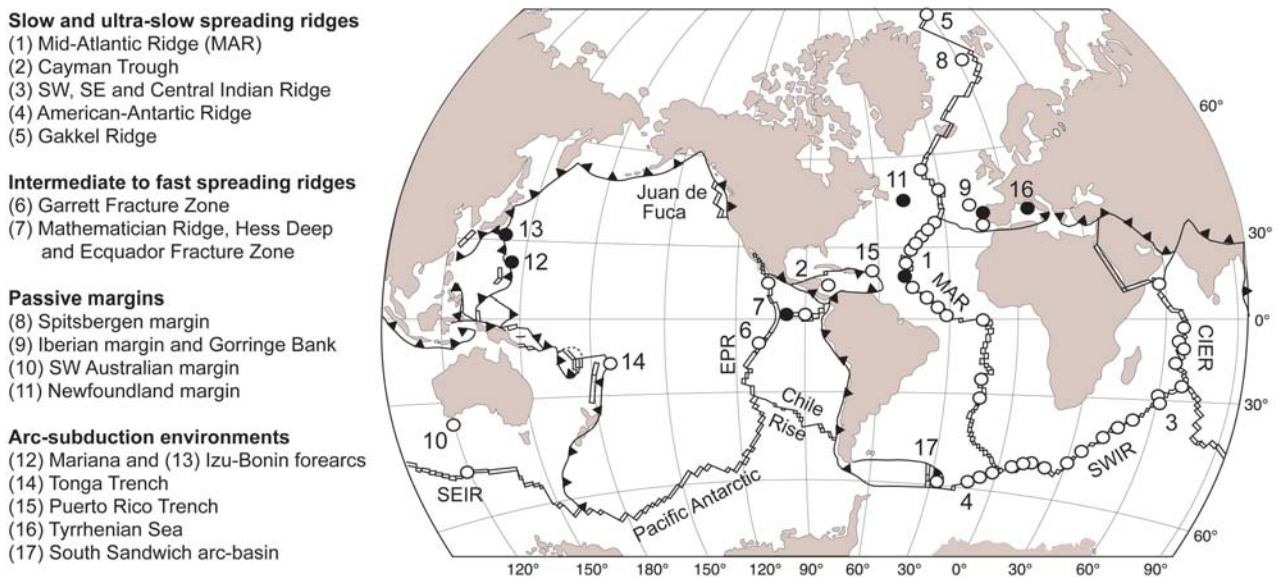 Slow and ultra-slow spreading ridges
(1) Mid-Atlantic Ridge (MAR)
(2) Cayman Trough
(3) SW, SE and Central Indian Ridge
(4) American-Antartic Ridge
(5) Gakkel Ridge
Intermediate to fast spreading ridges
(6) Garrett Fracture Zone
(7) Mathematician Ridge, Hess Deep
and Ecquador Fracture Zone
Passive margins
(8) Spitsbergen margin
(9) Iberian margin and Gorringe Bank
(10) SW Australian margin
(11) Newfoundland margin
Arc-subduction environments
(12) Mariana and (13) Izu-Bonin forearcs
(14) Tonga Trench
(15) Puerto Rico Trench
(16) Tyrrhenian Sea
(17) South Sandwich arc-basin
5
8
60°
Juan de
Fuca
11
9
16
13
30°
12
2
15
1
MAR
7
0°
6
EPR
CIER
14
Chile
Rise
30°
10
3
17
SWIR
SEIR
4
Pacific Antarctic
60°
120° 150° 180° 150° 120° 90° 60° 30° 0° 30° 60° 90°